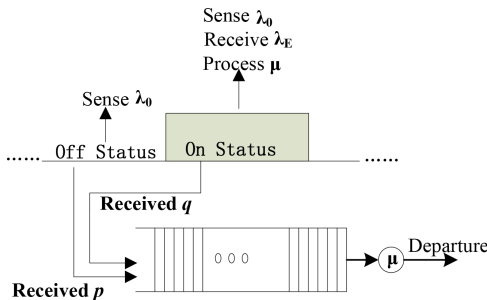 Sense λ0
Receive λE
Process μ
Sense λ0
...... Off Status On Status ......
Received q
o o o
μ Departure
Received p